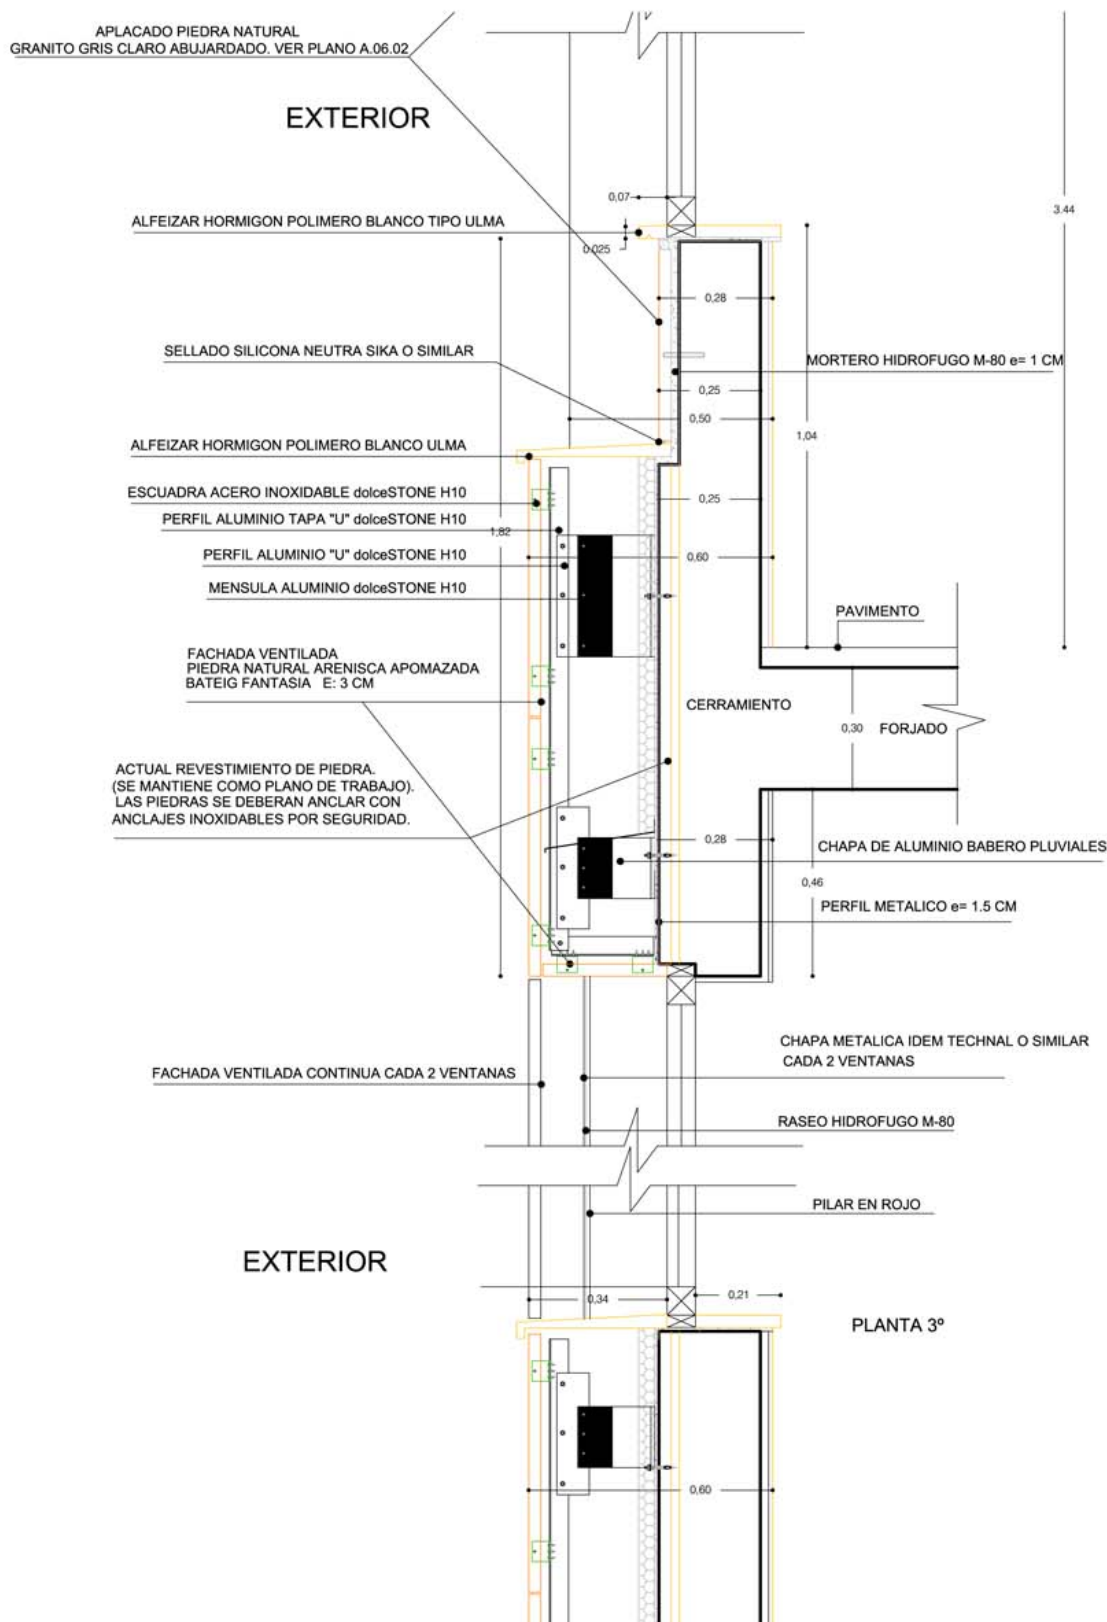 APLACADO PIEDRA NATURAL
GRANITO GRIS CLARO ABUJARDADO. VER PLANO A.06.02
EXTERIOR
0,07
3.44
ALFEIZAR HORMIGON POLIMERO BLANCO TIPO ULMA
0.025
0,28
SELLADO SILICONA NEUTRA SIKA O SIMILAR
MORTERO HIDROFUGO M-80 e= 1 CM
0,25
0,50
1,04
ALFEIZAR HORMIGON POLIMERO BLANCO ULMA
ESCUADRA ACERO INOXIDABLE dolceSTONE H10
0,25
PERFIL ALUMINIO TAPA "U" dolceSTONE H10
1,82
PERFIL ALUMINIO "U" dolceSTONE H10
0,60
MENSULA ALUMINIO dolceSTONE H10
PAVIMENTO
FACHADA VENTILADA
PIEDRA NATURAL ARENISCA APOMAZADA
BATEIG FANTASIA E: 3 CM
CERRAMIENTO
0,30
FORJADO
ACTUAL REVESTIMIENTO DE PIEDRA.
(SE MANTIENE COMO PLANO DE TRABAJO).
LAS PIEDRAS SE DEBERAN ANCLAR CON
ANCLAJES INOXIDABLES POR SEGURIDAD.
0,28
CHAPA DE ALUMINIO BABERO PLUVIALES
0,46
PERFIL METALICO e= 1.5 CM
CHAPA METALICA IDEM TECHNAL O SIMILAR
CADA 2 VENTANAS
FACHADA VENTILADA CONTINUA CADA 2 VENTANAS
RASEO HIDROFUGO M-80
PILAR EN ROJO
EXTERIOR
0,34
0,21
PLANTA 3º
0,60